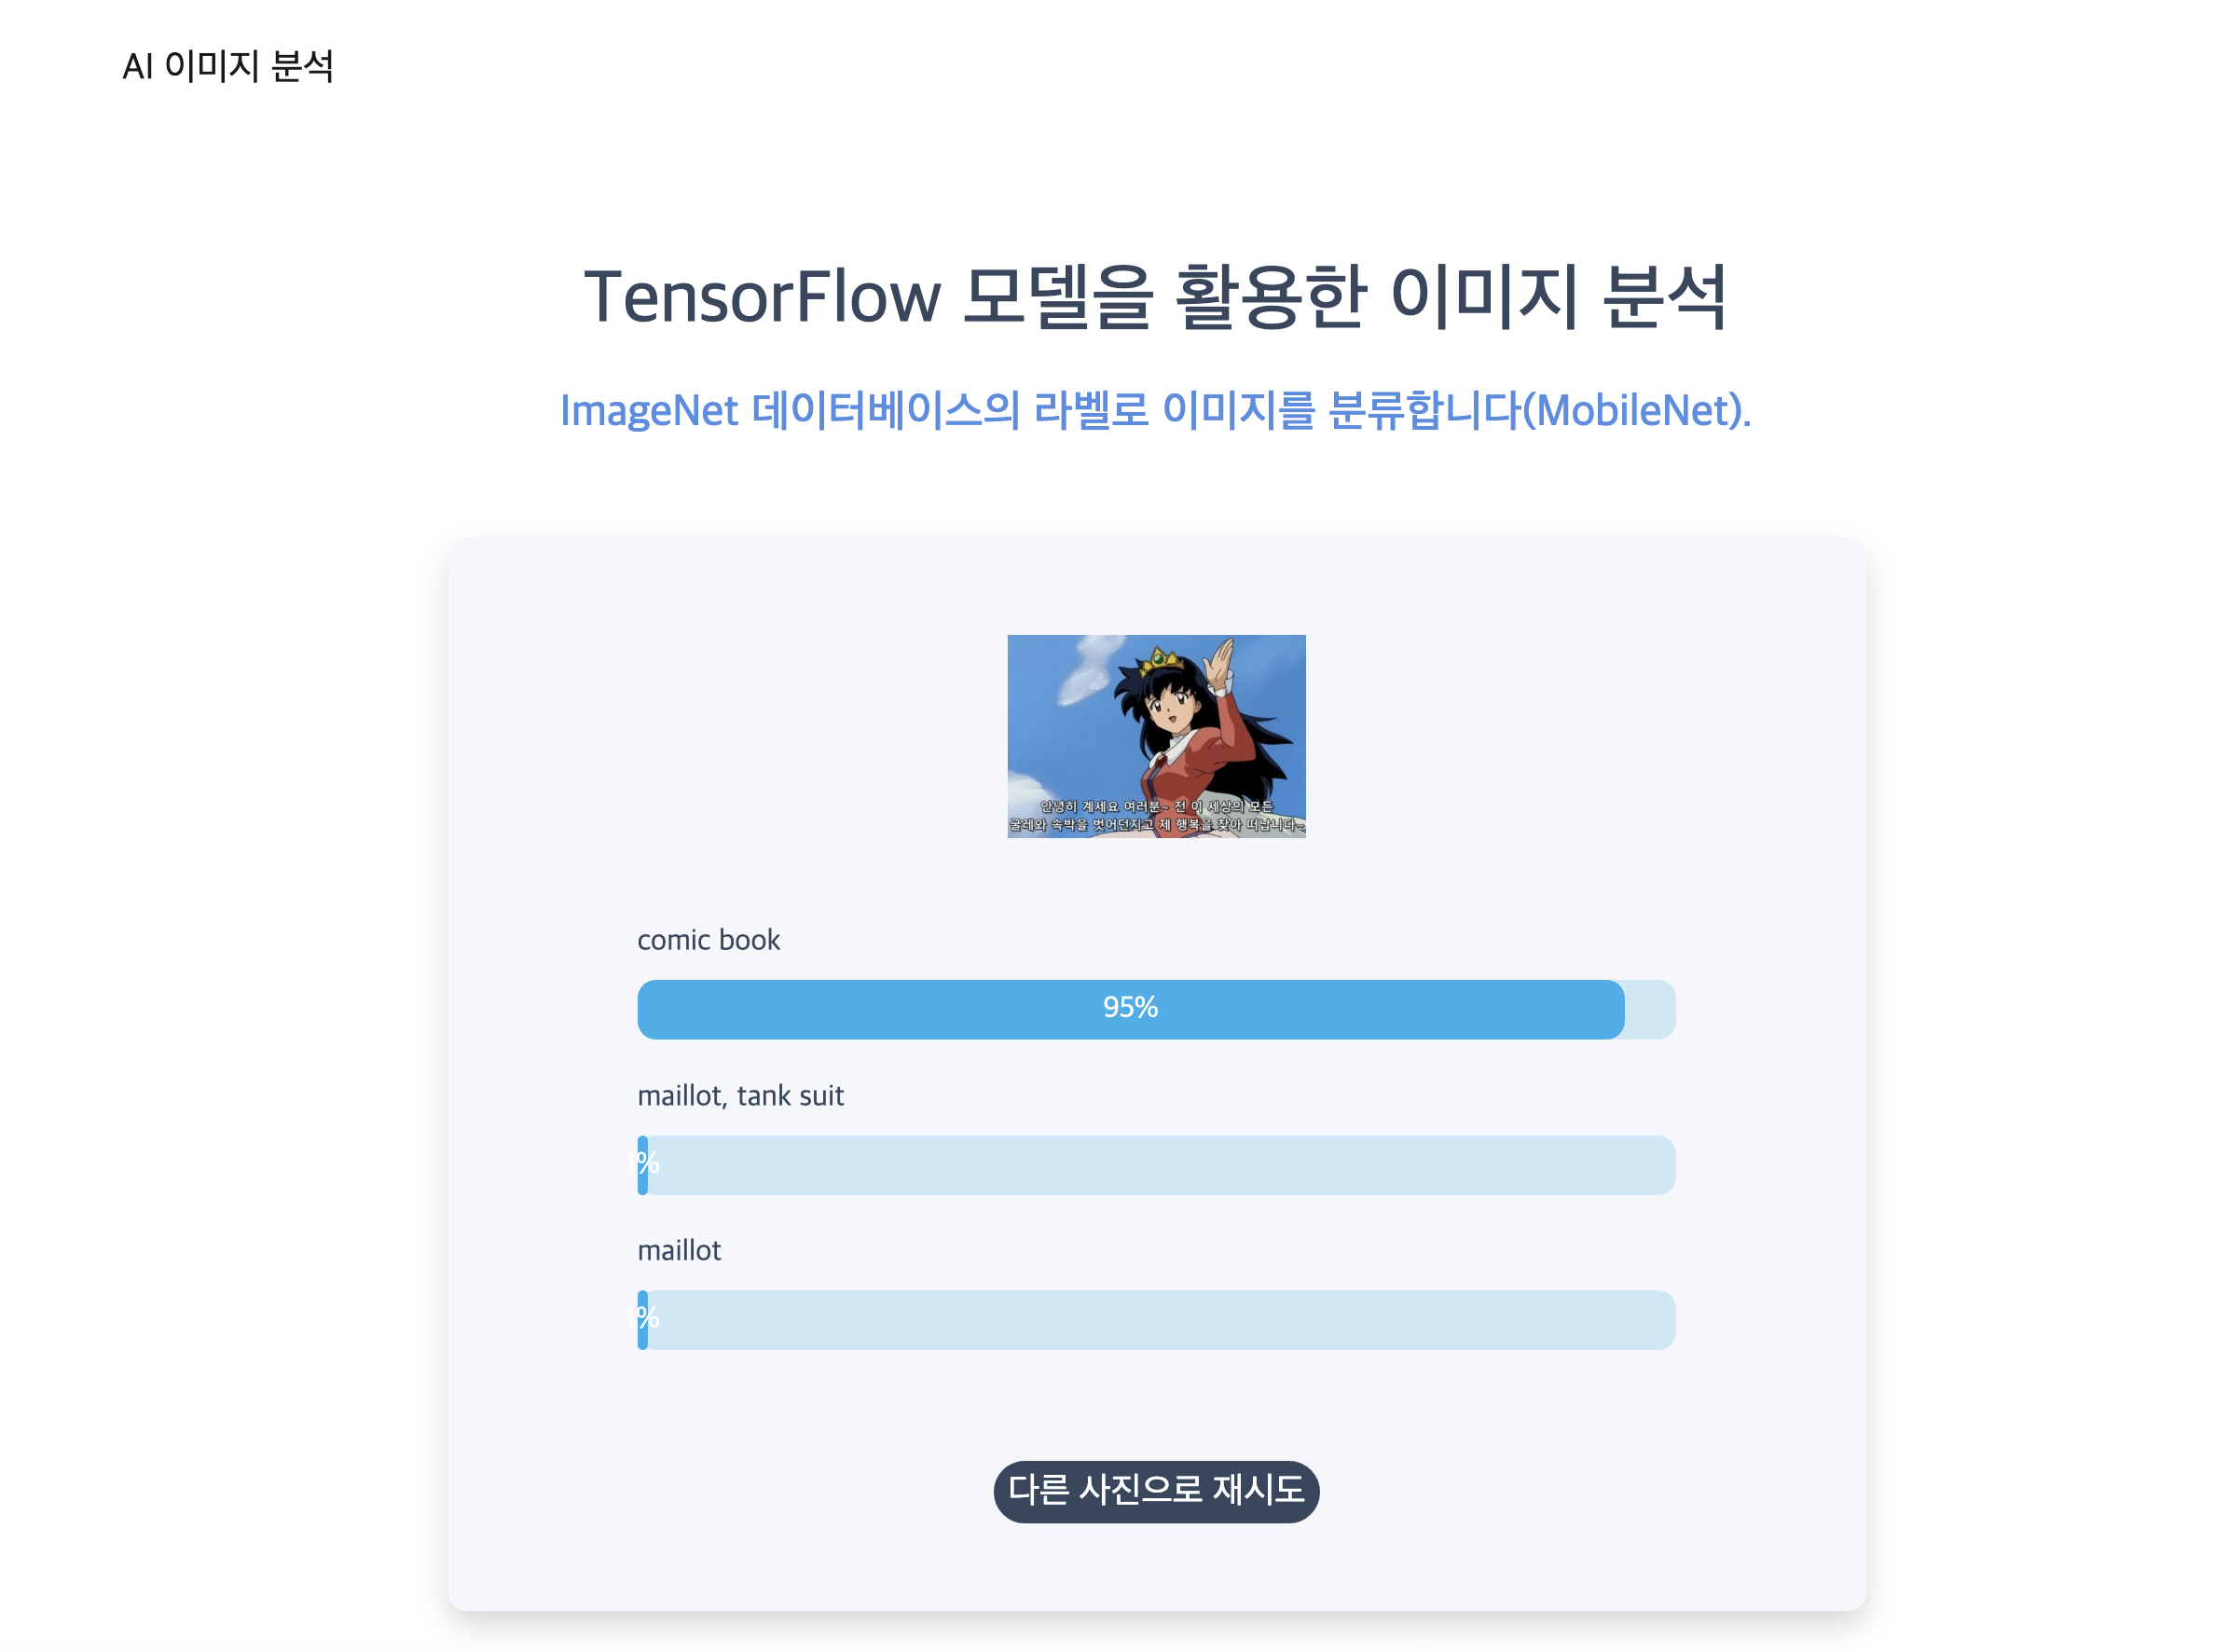 AI 이미지 분석
TensorFlow 모델을 활용한 이미지 분석
ImageNet 데이터베이스의 라벨로 이미지를 분류합니다(MobileNet).
안녕히 계세요 여러분~ 전 이 세상의 모든
굴레와 속박을 벗어던지고 제 행복을 찾아 떠납니다~
comic book
95%
maillot, tank suit
1%
maillot
1%
다른 사진으로 재시도